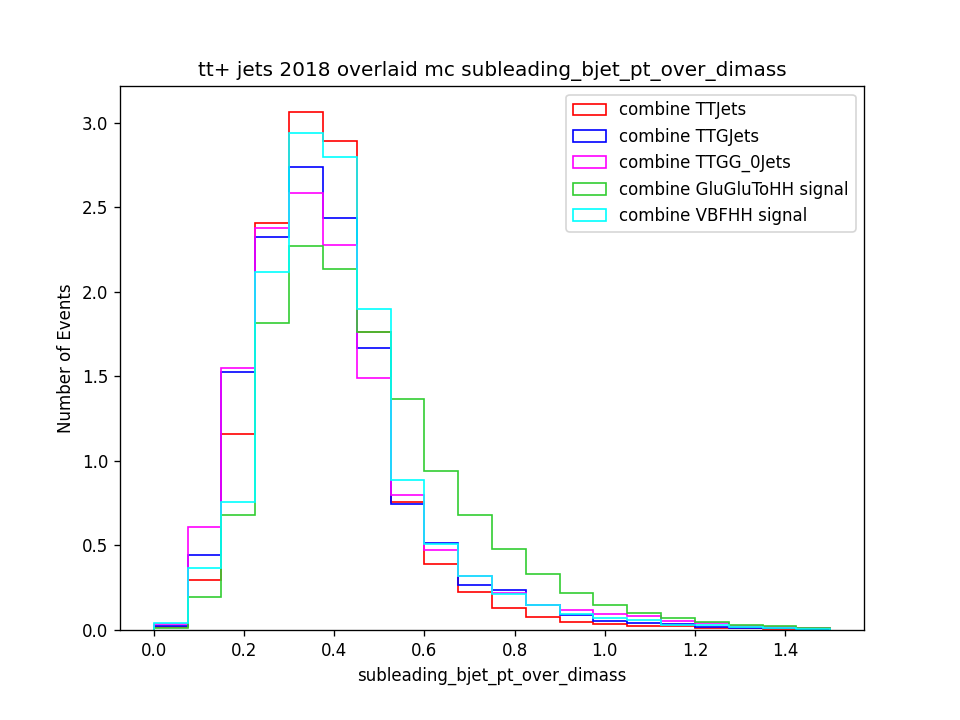 tt+ jets 2018 overlaid mc subleading_bjet_pt_over_dimass
combine TTJets
combine TTGJets
combine TTGG_0Jets
combine GluGluToHH signal
combine VBFHH signal
Number of Events
3.0
2.5
2.0
1.5
1.0
0.5
0.0
0.0 0.2 0.4 0.6 0.8 1.0 1.2 1.4
subleading_bjet_pt_over_dimass